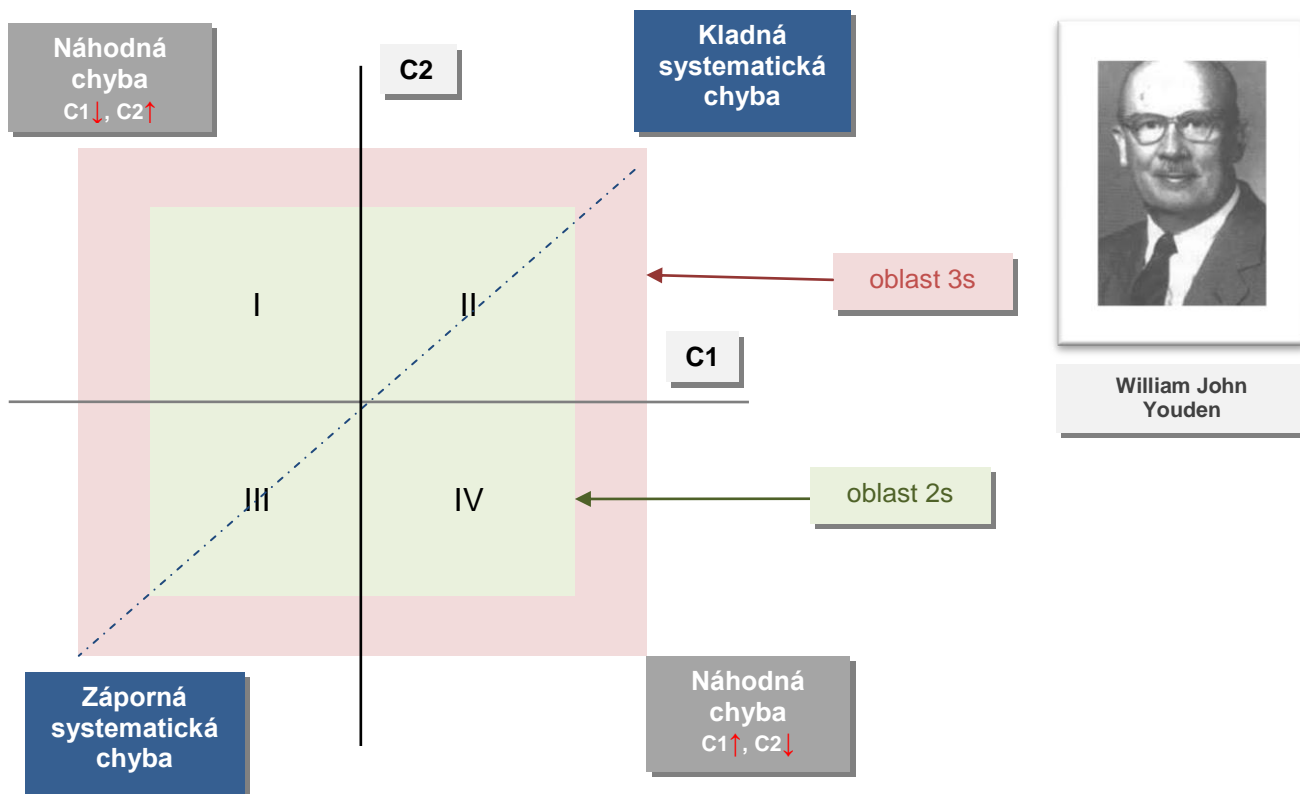 Náhodná
chyba
C1↓, C2↑
C2
Kladná
systematická
chyba
I
II
oblast 3s
C1
William John
Youden
III
IV
oblast 2s
Záporná
systematická
chyba
Náhodná
chyba
C1↑, C2↓